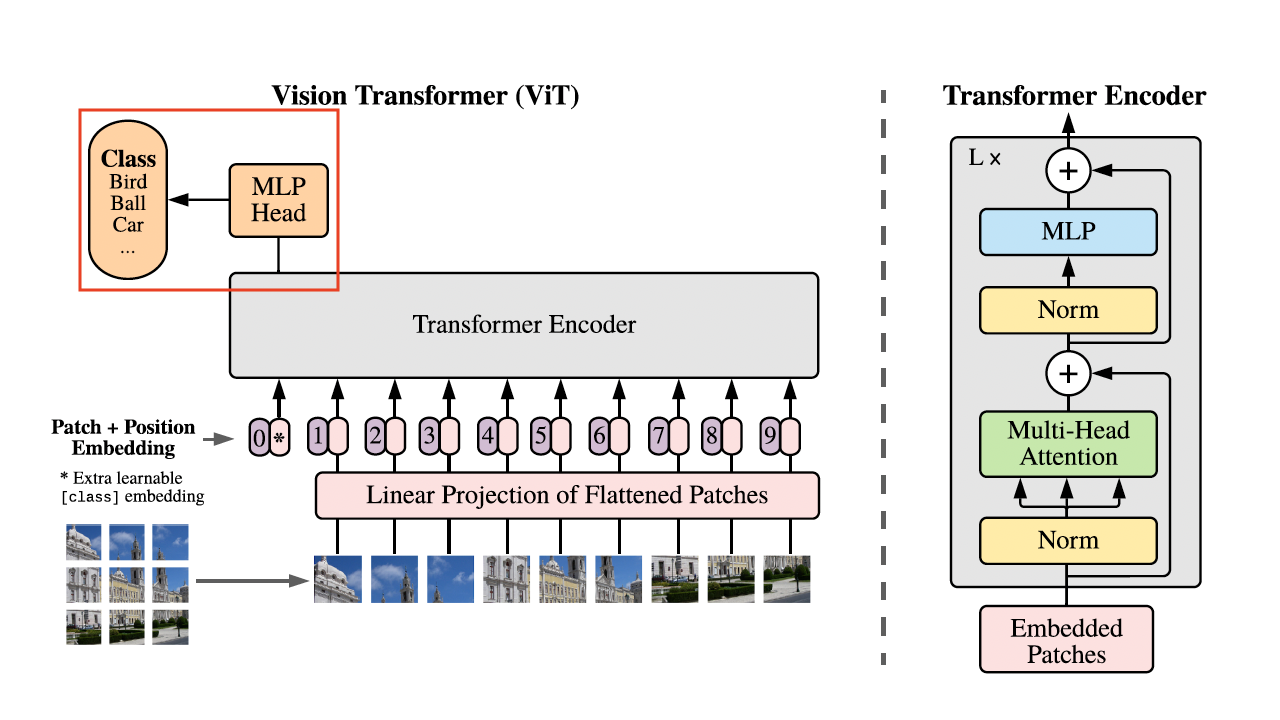 Vision Transformer (ViT)
Class
Bird
Ball
Car
...
MLP
Head
Transformer Encoder
Patch + Position
Embedding
* Extra learnable
[class] embedding
0 * 1 2 3 4 5 6 7 8 9
Linear Projection of Flattened Patches
Transformer Encoder
L ×
+
MLP
Norm
+
Multi-Head
Attention
Norm
Embedded
Patches